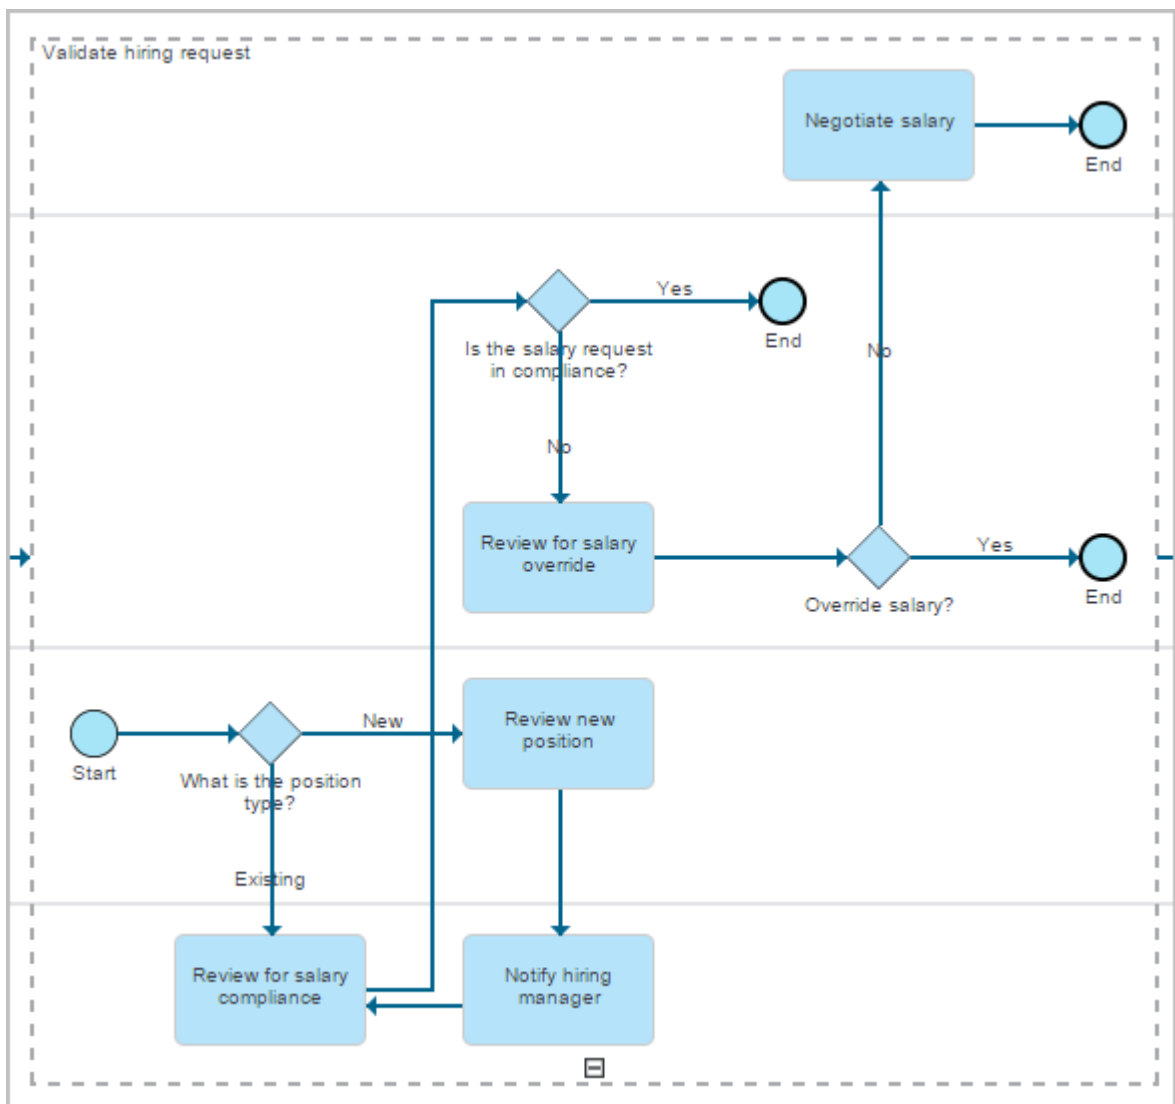 Validate hiring request
Negotiate salary
End
Yes
End
Is the salary request
in compliance?
No
No
Review for salary
override
Yes
End
Override salary?
Start
New
What is the position
type?
Review new
position
Existing
Review for salary
compliance
Notify hiring
manager